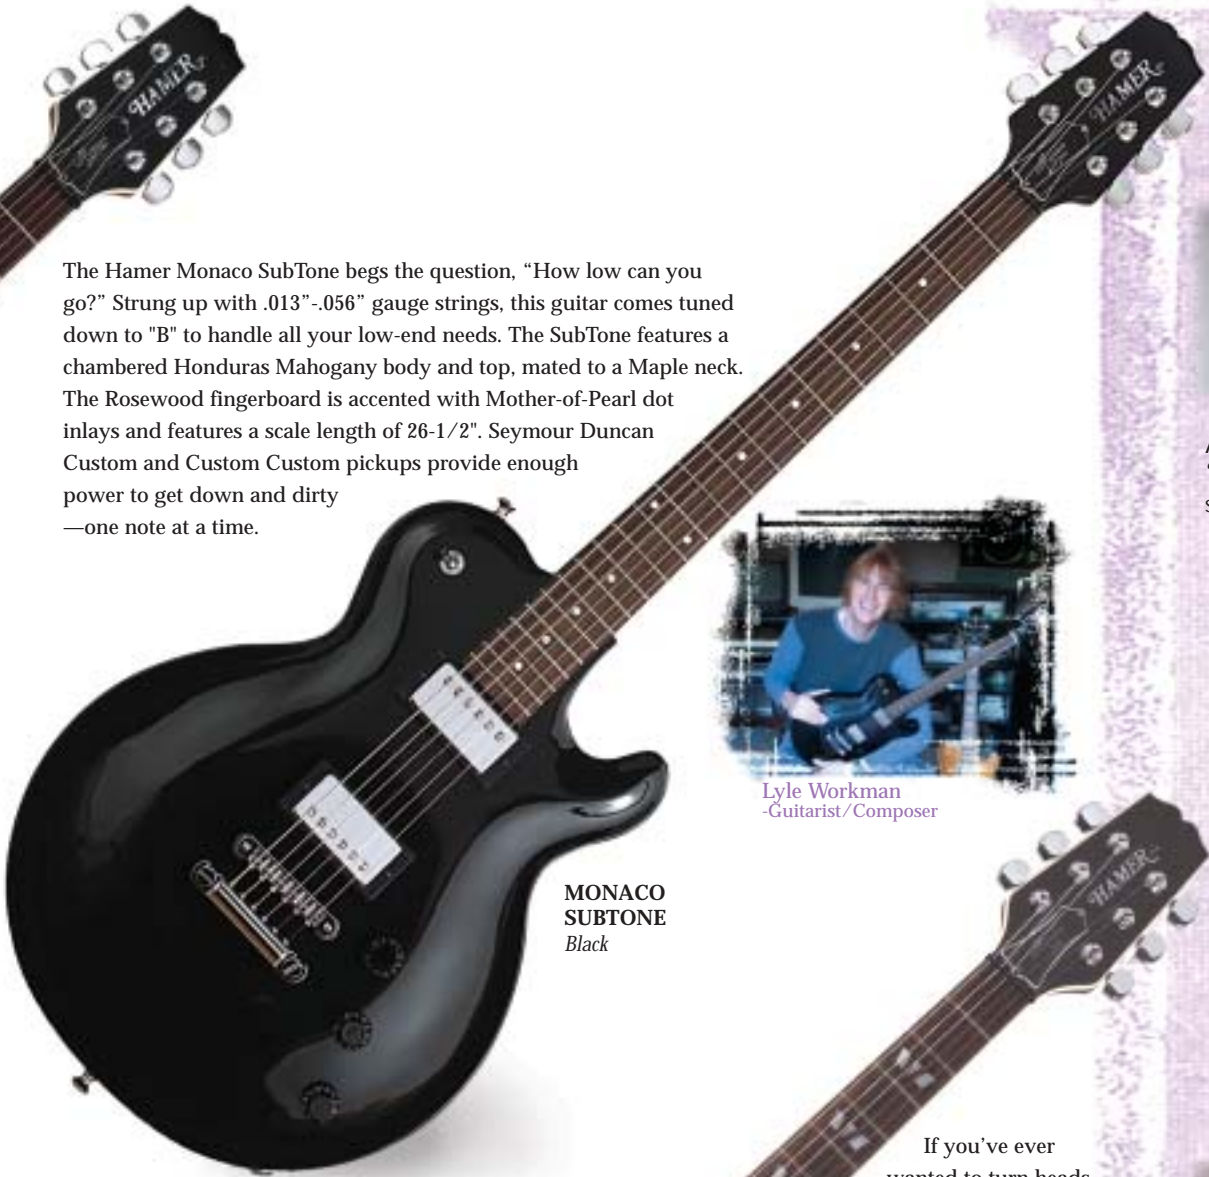 HAMER
HAMER
The Hamer Monaco SubTone begs the question, “How low can you
go?” Strung up with .013”-.056” gauge strings, this guitar comes tuned
down to "B" to handle all your low-end needs. The SubTone features a
chambered Honduras Mahogany body and top, mated to a Maple neck.
The Rosewood fingerboard is accented with Mother-of-Pearl dot
inlays and features a scale length of 26-1/2". Seymour Duncan
Custom and Custom Custom pickups provide enough
power to get down and dirty
—one note at a time.
Lyle Workman
-Guitarist/Composer
MONACO
SUBTONE
Black
HAMER
If you’ve ever
wanted to turn heads